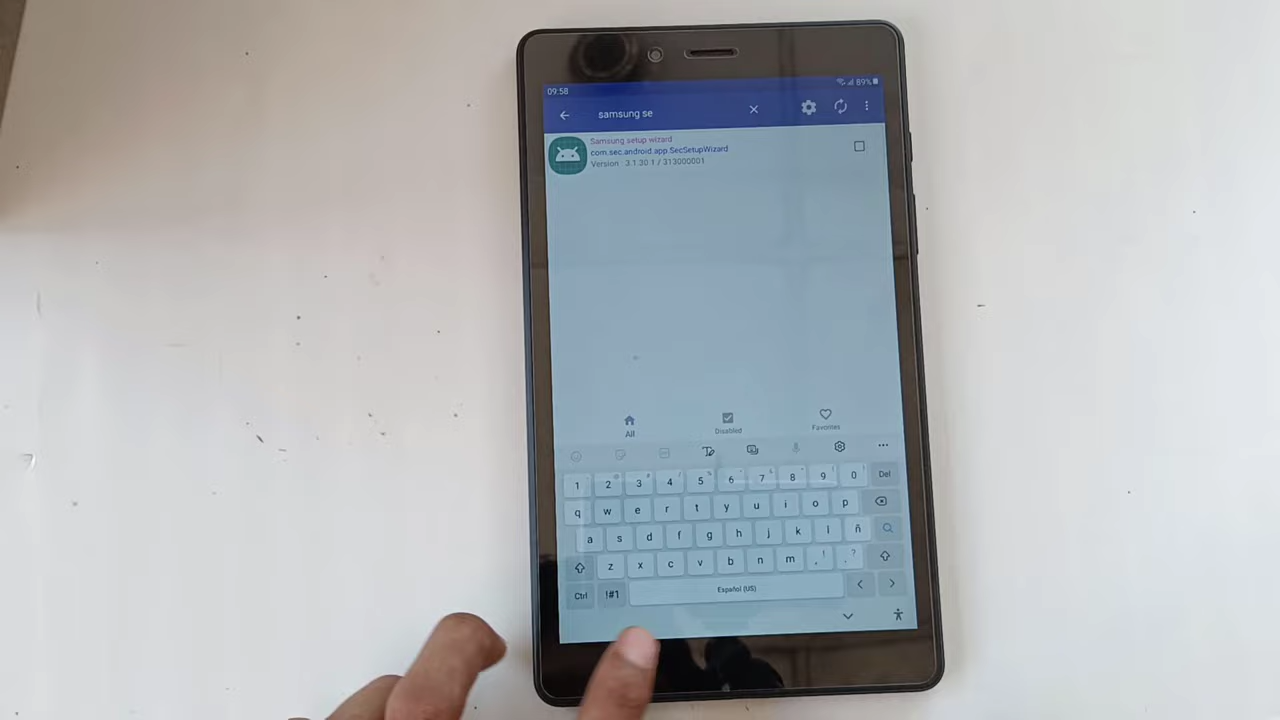 09:58
89%
samsung se
Samsung setup wizard
com.sec.android.app.SecSetupWizard
Version : 3.1.30 1 / 313000001
All
Disabled
Favorites
1 2 3 4 5 6 7 8 9 0 Del
q w e r t y u i o p
a s d f g h j k l ñ
z x c v b n m , ! . ?
Ctrl !#1 Español (US) < >